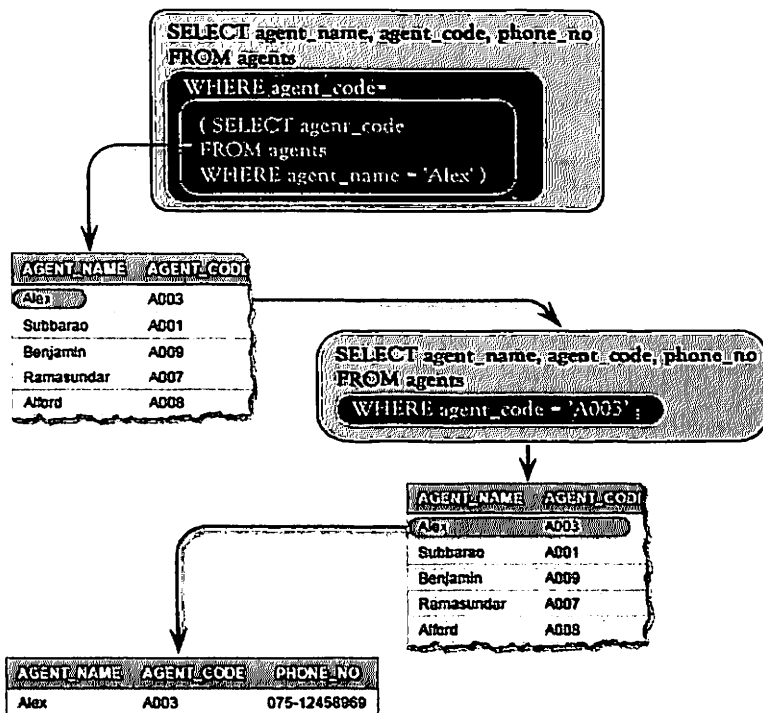 SELECT agent_name, agent_code, phone_no
FROM agents
WHERE agent_code=
( SELECT agent_code
FROM agents
WHERE agent_name = 'Alex' )
AGENT_NAME AGENT_CODE
Alex A003
Subbarao A001
Benjamin A009
Ramasundar A007
Alford A008
SELECT agent_name, agent_code, phone_no
FROM agents
WHERE agent_code = 'A003' ;
AGENT_NAME AGENT_CODE
Alex A003
Subbarao A001
Benjamin A009
Ramasundar A007
Alford A008
AGENT_NAME AGENT_CODE PHONE_NO
Alex A003 075-12458969